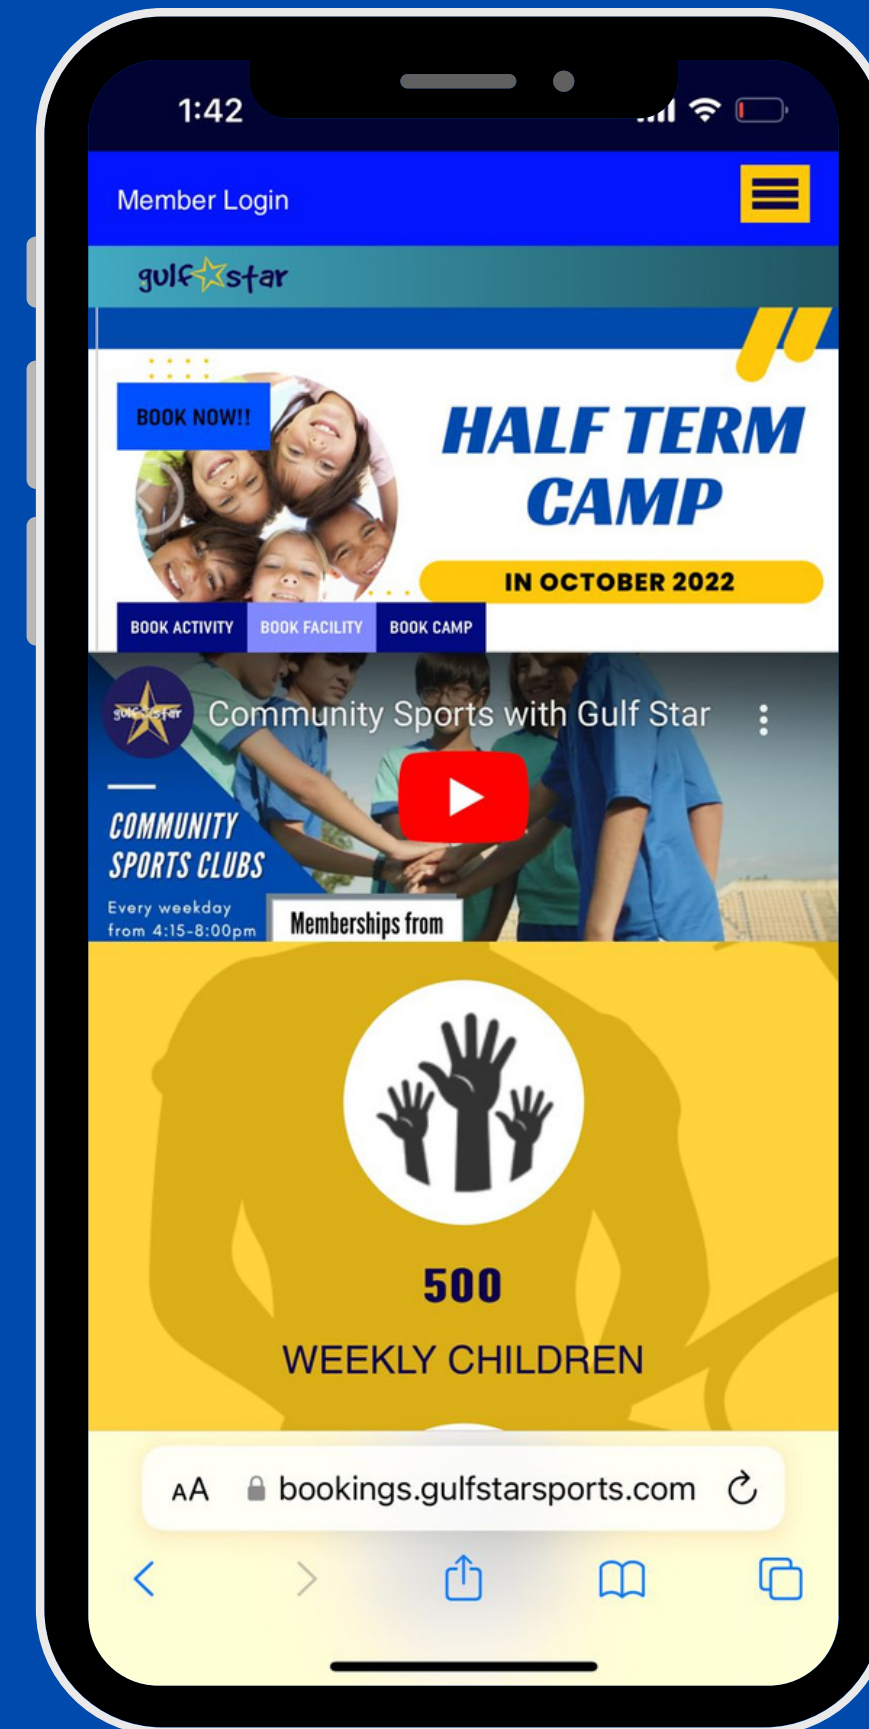 1:42
Member Login
gulf star
BOOK NOW!!
HALF TERM
CAMP
IN OCTOBER 2022
BOOK ACTIVITY BOOK FACILITY BOOK CAMP
gulf star Community Sports with Gulf Star
COMMUNITY
SPORTS CLUBS
Every weekday
from 4:15-8:00pm
Memberships from
500
WEEKLY CHILDREN
AA bookings.gulfstarsports.com